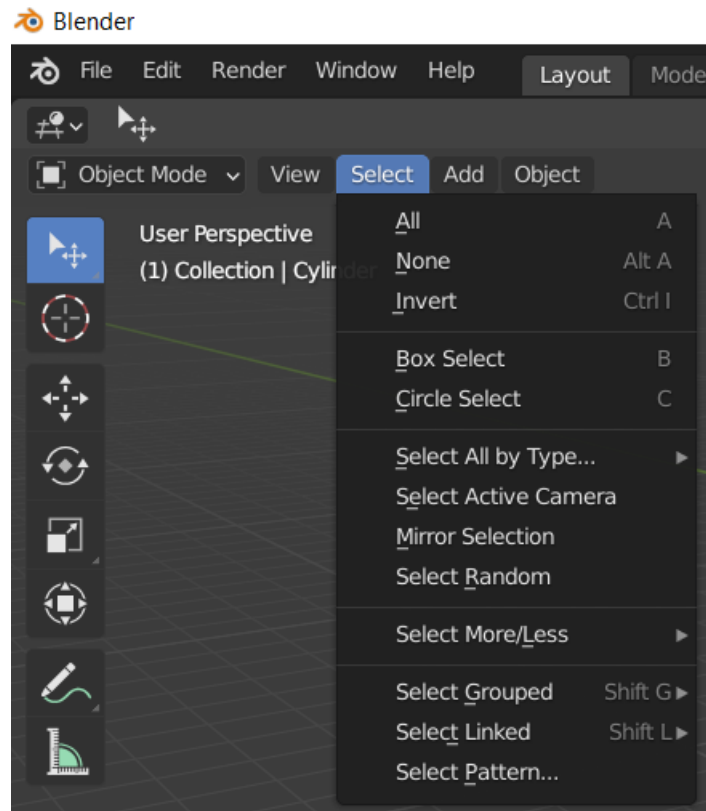 Blender
File Edit Render Window Help Layout Mode
Object Mode View Select Add Object
User Perspective
(1) Collection | Cylinder
All A
None Alt A
Invert Ctrl I
Box Select B
Circle Select C
Select All by Type...
Select Active Camera
Mirror Selection
Select Random
Select More/Less
Select Grouped Shift G
Select Linked Shift L
Select Pattern...